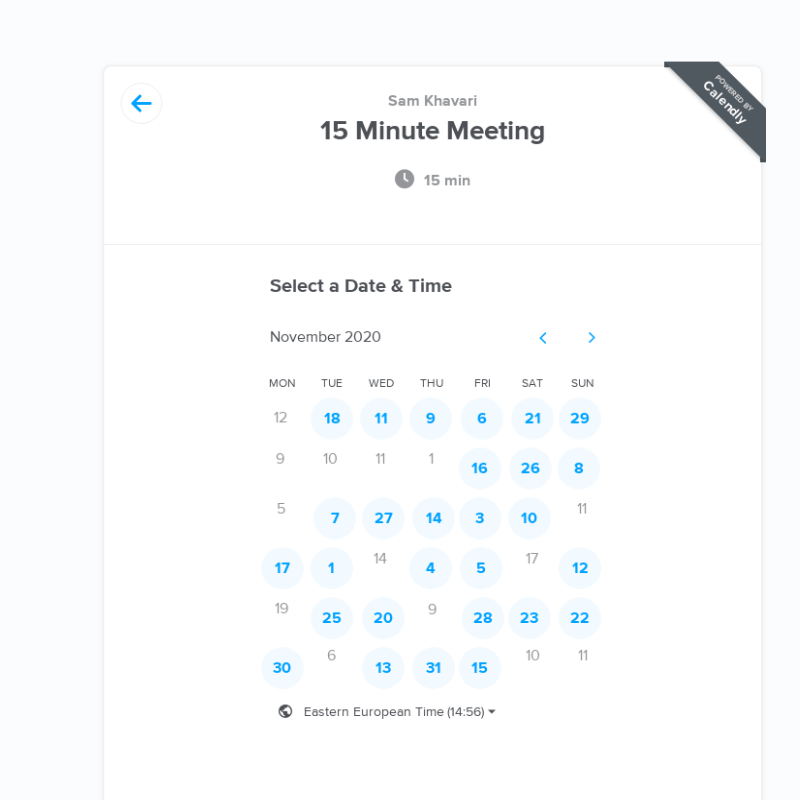 POWERED BY
Calendly
Sam Khavari
15 Minute Meeting
15 min
Select a Date & Time
November 2020
MON TUE WED THU FRI SAT SUN
12 18 11 9 6 21 29
9 10 11 1 16 26 8
5 7 27 14 3 10 11
17 1 14 4 5 17 12
19 25 20 9 28 23 22
30 6 13 31 15 10 11
Eastern European Time (14:56)